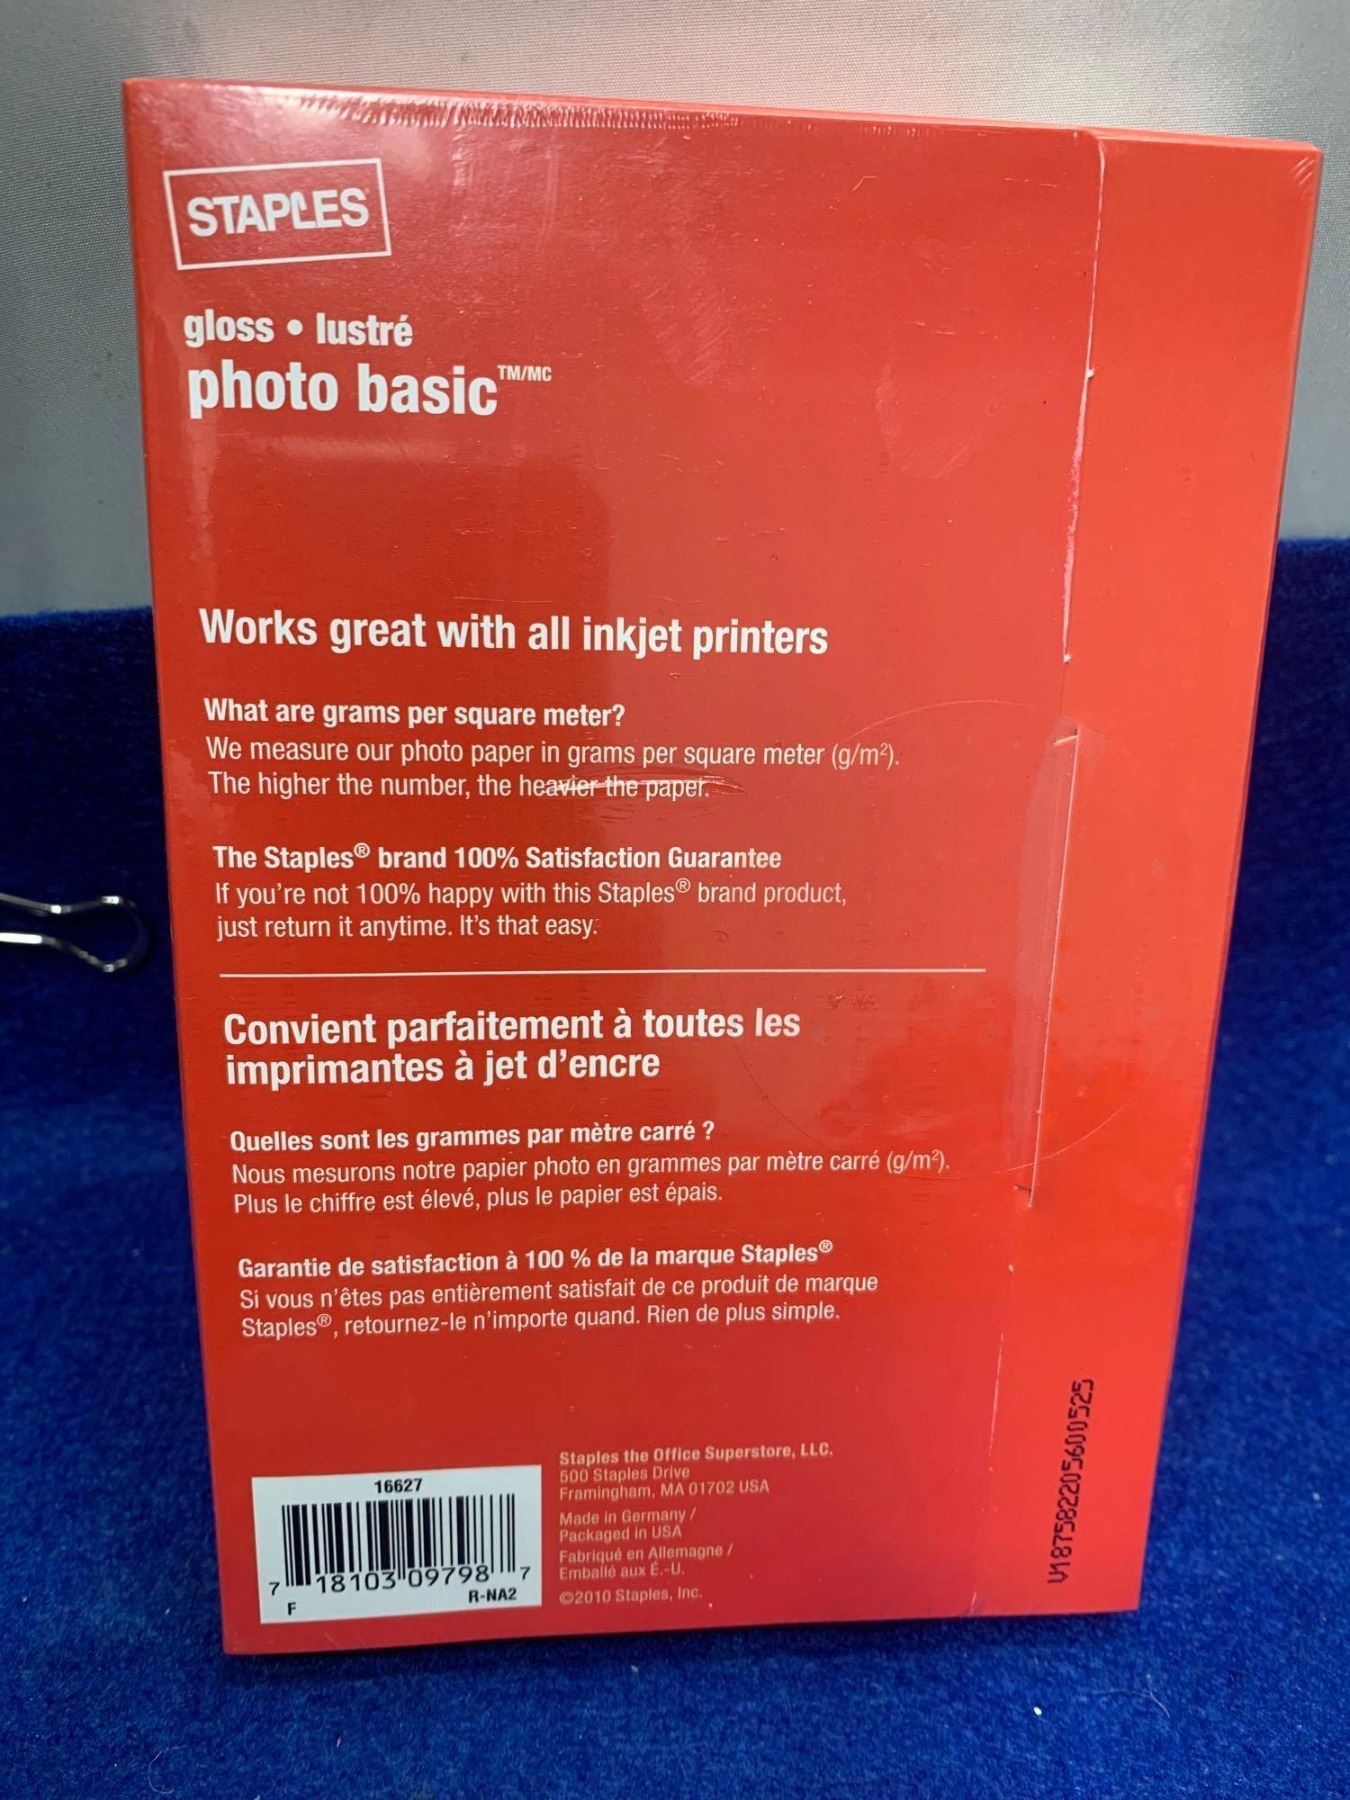 STAPLES
gloss • lustré
photo basic™/MC
Works great with all inkjet printers
What are grams per square meter?
We measure our photo paper in grams per square meter (g/m²).
The higher the number, the heavier the paper.
The Staples® brand 100% Satisfaction Guarantee
If you're not 100% happy with this Staples® brand product,
just return it anytime. It's that easy.
Convient parfaitement à toutes les
imprimantes à jet d'encre
Quelles sont les grammes par mètre carré ?
Nous mesurons notre papier photo en grammes par mètre carré (g/m²).
Plus le chiffre est élevé, plus le papier est épais.
Garantie de satisfaction à 100 % de la marque Staples®
Si vous n'êtes pas entièrement satisfait de ce produit de marque
Staples®, retournez-le n'importe quand. Rien de plus simple.
16627
7 18103 09798 7
F R-NA2
Staples the Office Superstore, LLC.
500 Staples Drive
Framingham, MA 01702 USA
Made in Germany /
Packaged in USA
Fabriqué en Allemagne /
Emballé aux É.-U.
©2010 Staples, Inc.
V187582205600525